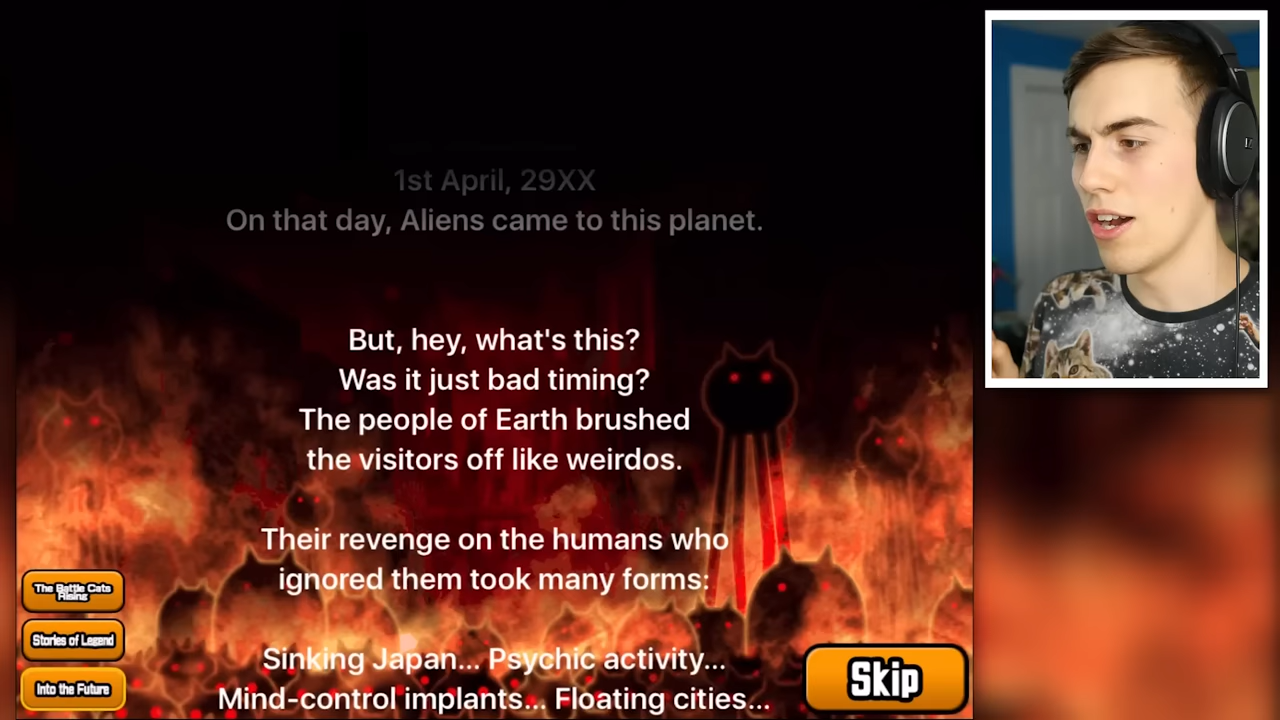 1st April, 29XX
On that day, Aliens came to this planet.
But, hey, what's this?
Was it just bad timing?
The people of Earth brushed
the visitors off like weirdos.
Their revenge on the humans who
ignored them took many forms:
Sinking Japan... Psychic activity...
Mind-control implants... Floating cities...
The Battle Cats
Rising
Stories of Legend
Into the Future
Skip